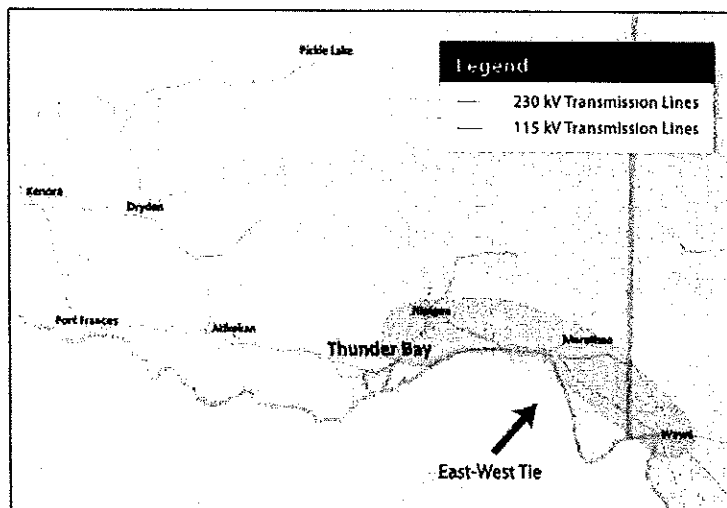 Pickle Lake
Legend
230 kV Transmission Lines
115 kV Transmission Lines
Kenora
Dryden
Fort Frances
Atikokan
Nipigon
Marathon
Thunder Bay
Wawa
East-West Tie